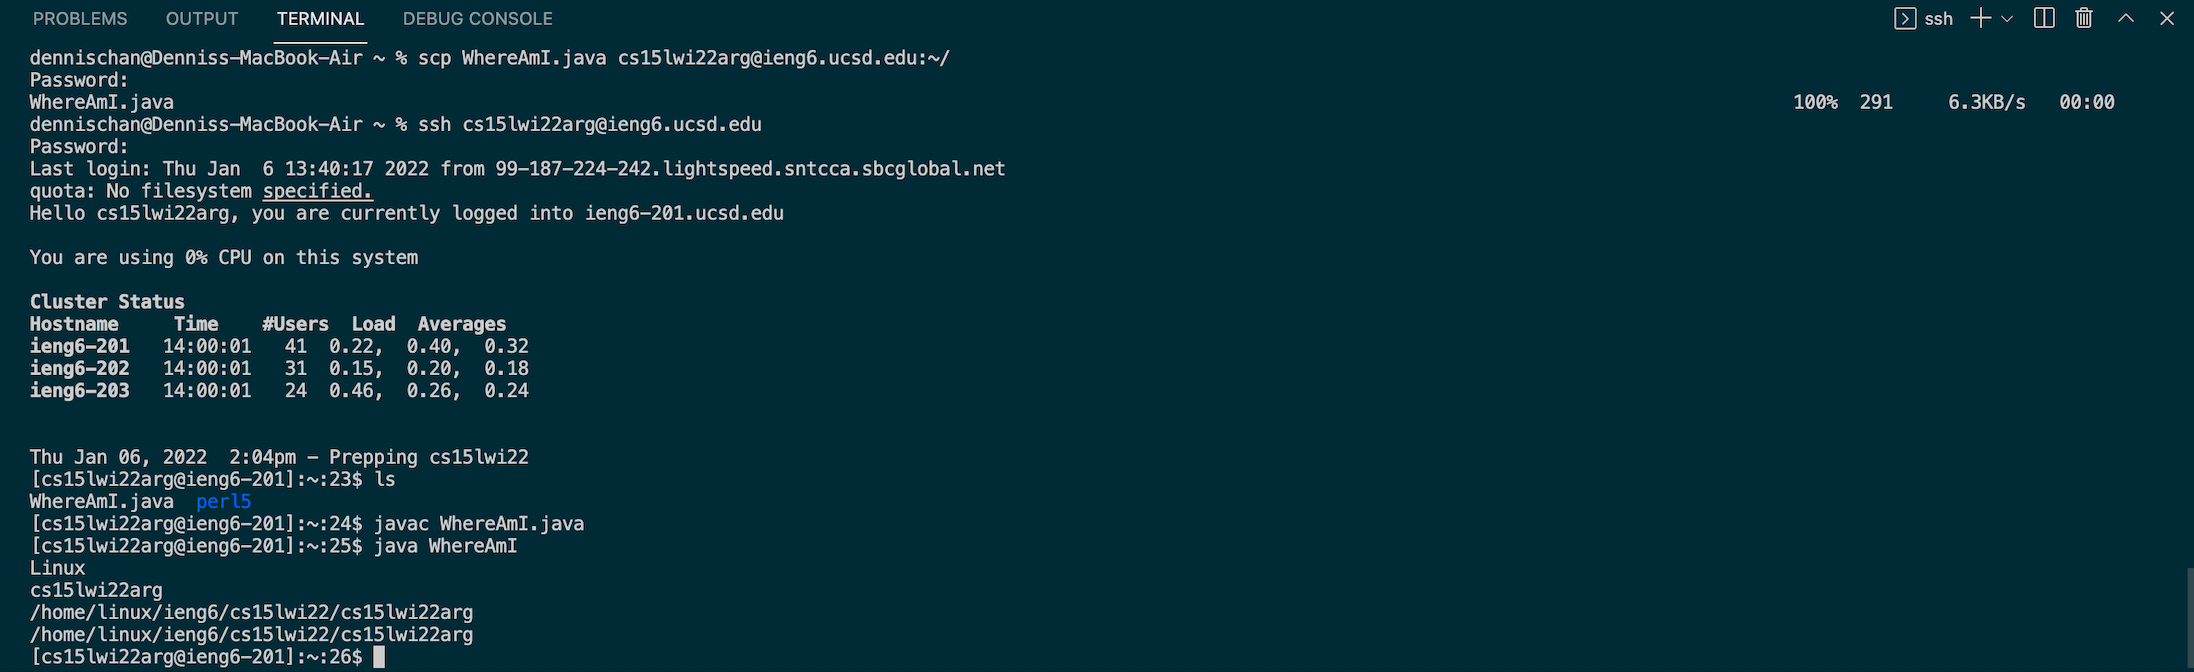 PROBLEMS OUTPUT TERMINAL DEBUG CONSOLE ssh
dennischan@Denniss-MacBook-Air ~ % scp WhereAmI.java cs15lwi22arg@ieng6.ucsd.edu:~/
Password:
WhereAmI.java 100% 291 6.3KB/s 00:00
dennischan@Denniss-MacBook-Air ~ % ssh cs15lwi22arg@ieng6.ucsd.edu
Password:
Last login: Thu Jan  6 13:40:17 2022 from 99-187-224-242.lightspeed.sntcca.sbcglobal.net
quota: No filesystem specified.
Hello cs15lwi22arg, you are currently logged into ieng6-201.ucsd.edu
You are using 0% CPU on this system
Cluster Status
Hostname     Time    #Users  Load  Averages
ieng6-201   14:00:01   41  0.22,  0.40,  0.32
ieng6-202   14:00:01   31  0.15,  0.20,  0.18
ieng6-203   14:00:01   24  0.46,  0.26,  0.24
Thu Jan 06, 2022  2:04pm - Prepping cs15lwi22
[cs15lwi22arg@ieng6-201]:~:23$ ls
WhereAmI.java  perl5
[cs15lwi22arg@ieng6-201]:~:24$ javac WhereAmI.java
[cs15lwi22arg@ieng6-201]:~:25$ java WhereAmI
Linux
cs15lwi22arg
/home/linux/ieng6/cs15lwi22/cs15lwi22arg
/home/linux/ieng6/cs15lwi22/cs15lwi22arg
[cs15lwi22arg@ieng6-201]:~:26$